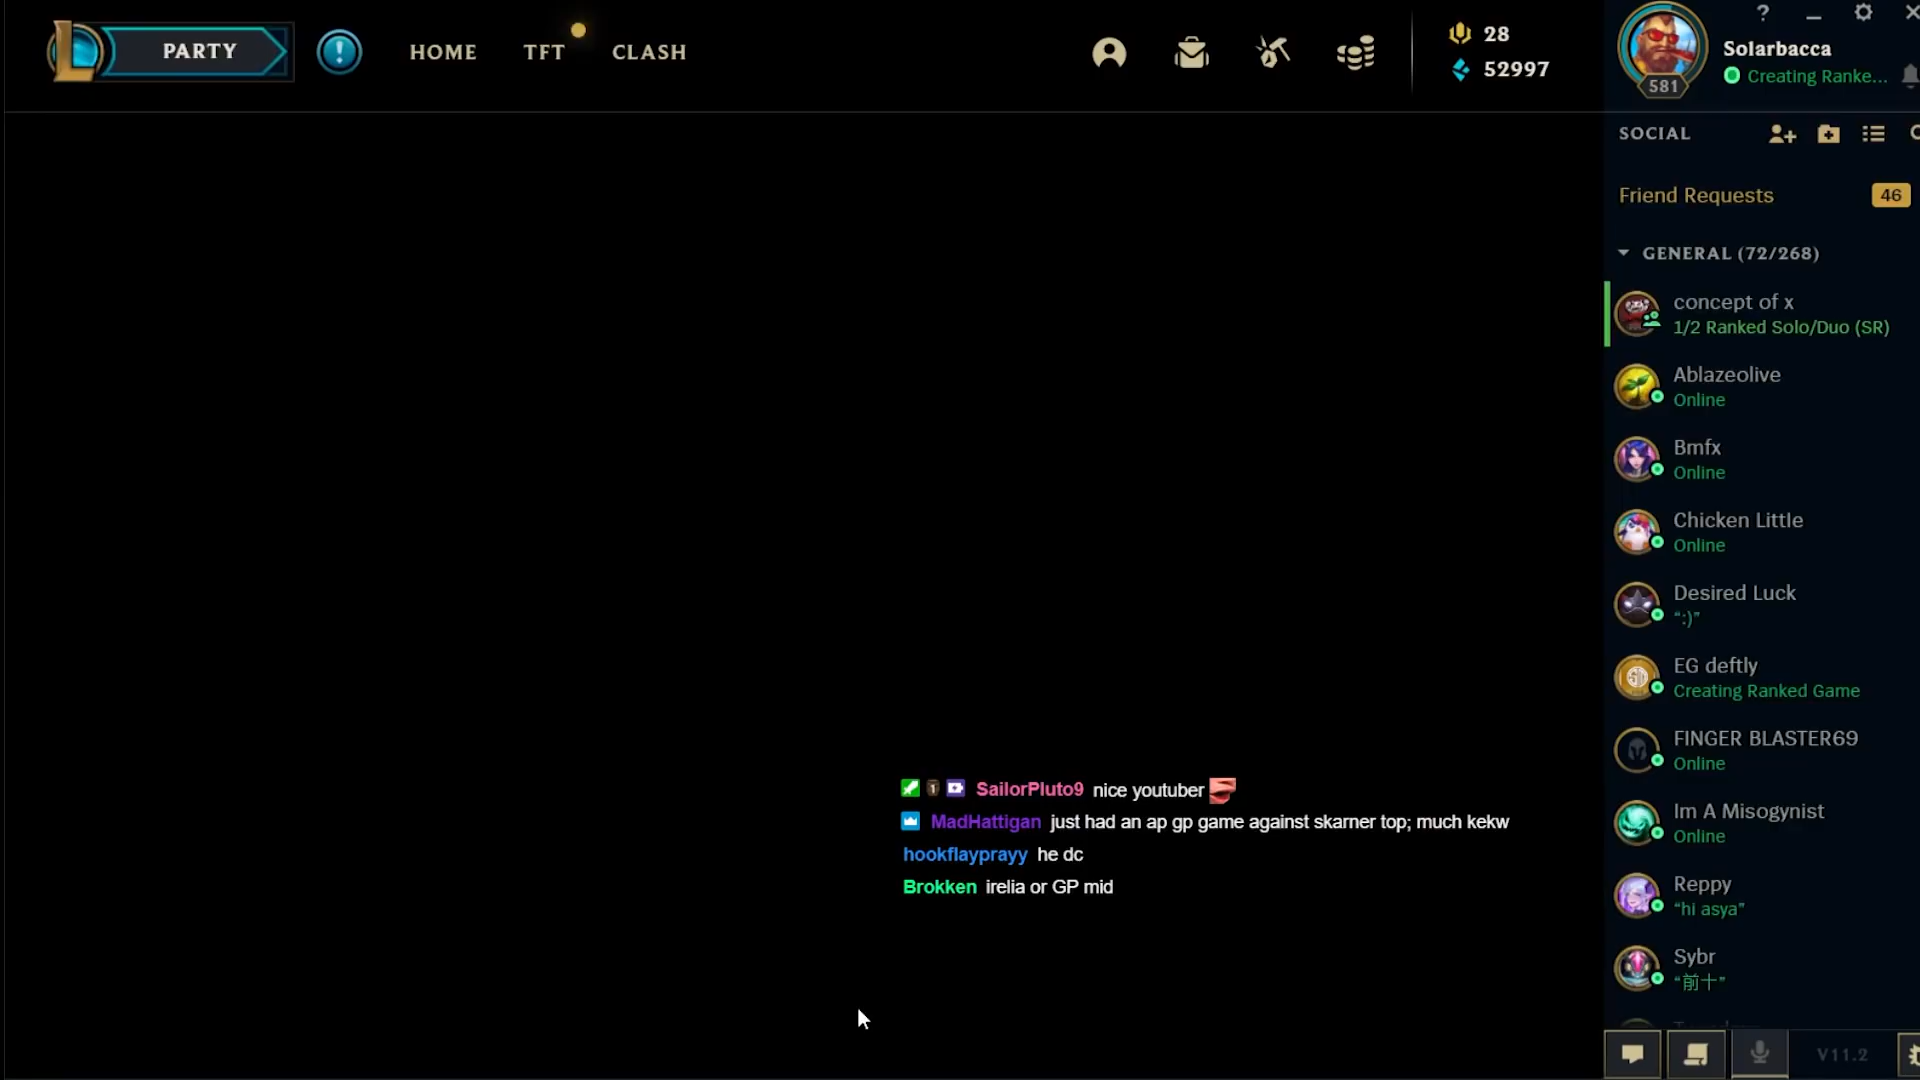 PARTY
HOME
TFT
CLASH
28
52997
581
Solarbacca
Creating Ranke...
SOCIAL
Friend Requests
46
GENERAL (72/268)
concept of x
1/2 Ranked Solo/Duo (SR)
Ablazeolive
Online
Bmfx
Online
Chicken Little
Online
Desired Luck
“:)”
EG deftly
Creating Ranked Game
FINGER BLASTER69
Online
Im A Misogynist
Online
Reppy
“hi asya”
Sybr
“前十”
SailorPluto9 nice youtuber
MadHattigan just had an ap gp game against skarner top; much kekw
hookflayprayy he dc
Brokken irelia or GP mid
V11.2